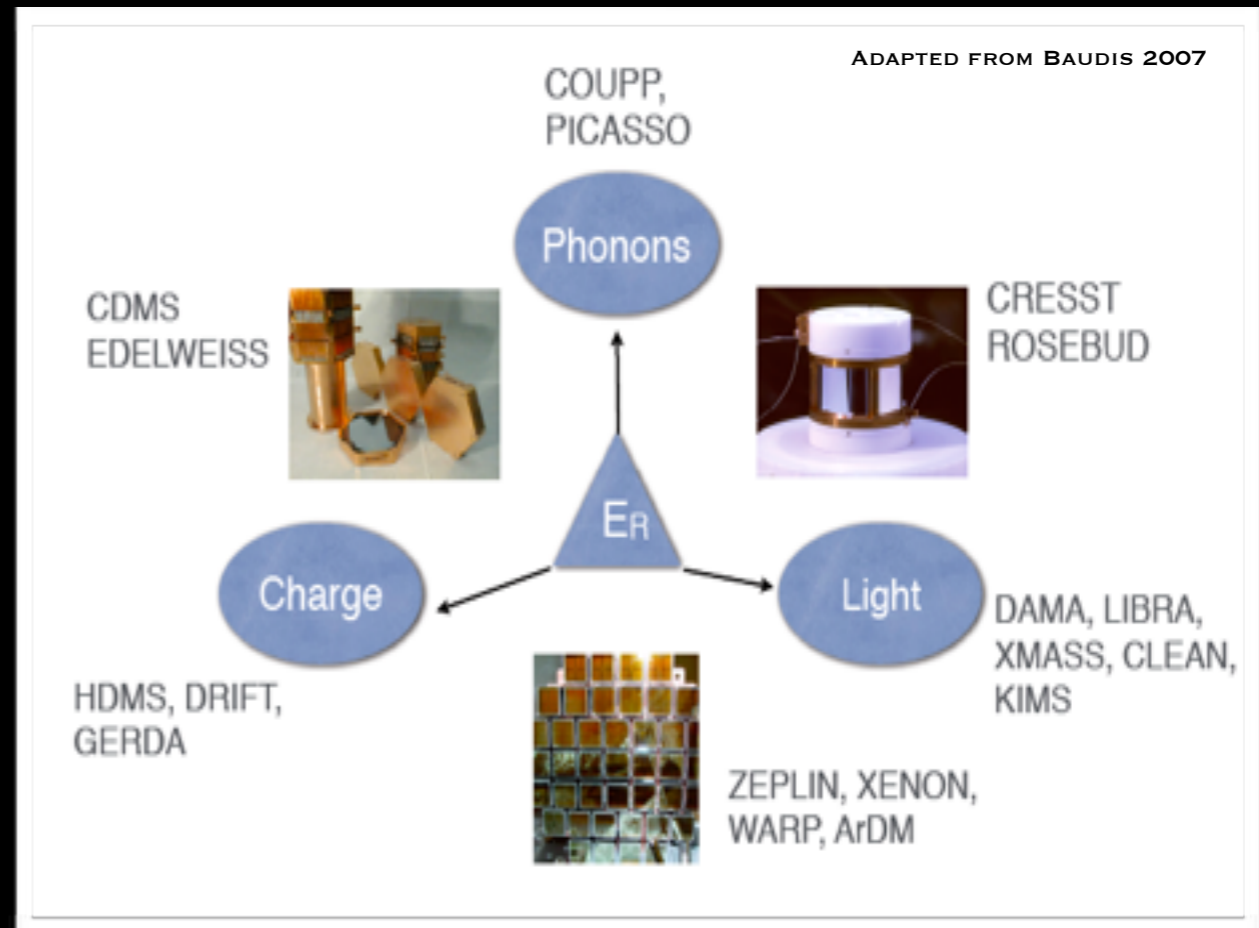 ADAPTED FROM BAUDIS 2007
COUPP,
PICASSO
Phonons
CDMS
EDELWEISS
CRESST
ROSEBUD
ER
Charge
Light
DAMA, LIBRA,
XMASS, CLEAN,
KIMS
HDMS, DRIFT,
GERDA
ZEPLIN, XENON,
WARP, ArDM